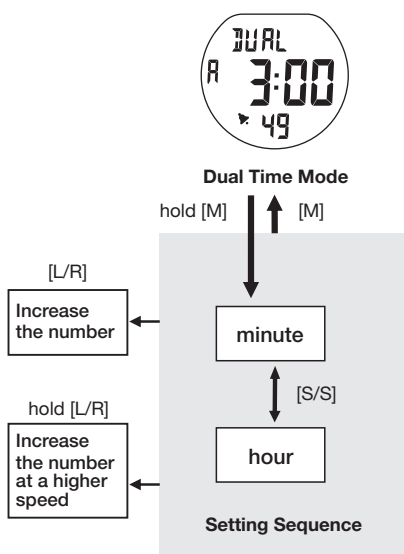 DUAL
A 3:00
49
Dual Time Mode
hold [M] [M]
[L/R]
Increase
the number
minute
[S/S]
hold [L/R]
Increase
the number
at a higher
speed
hour
Setting Sequence